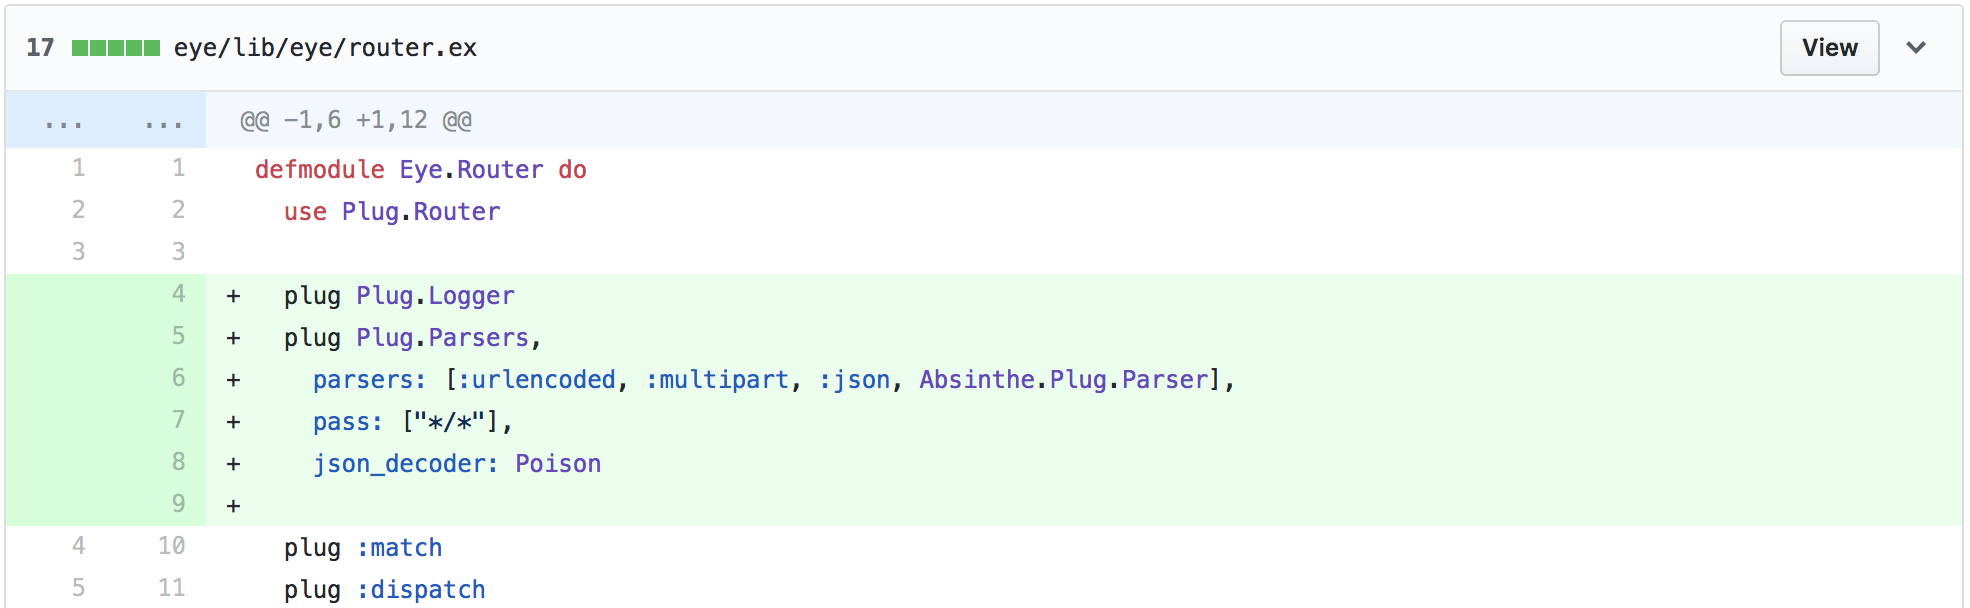 17 eye/lib/eye/router.ex View
... ... @@ -1,6 +1,12 @@
1 1 defmodule Eye.Router do
2 2 use Plug.Router
3 3
4 + plug Plug.Logger
5 + plug Plug.Parsers,
6 + parsers: [:urlencoded, :multipart, :json, Absinthe.Plug.Parser],
7 + pass: ["*/*"],
8 + json_decoder: Poison
9 +
4 10 plug :match
5 11 plug :dispatch